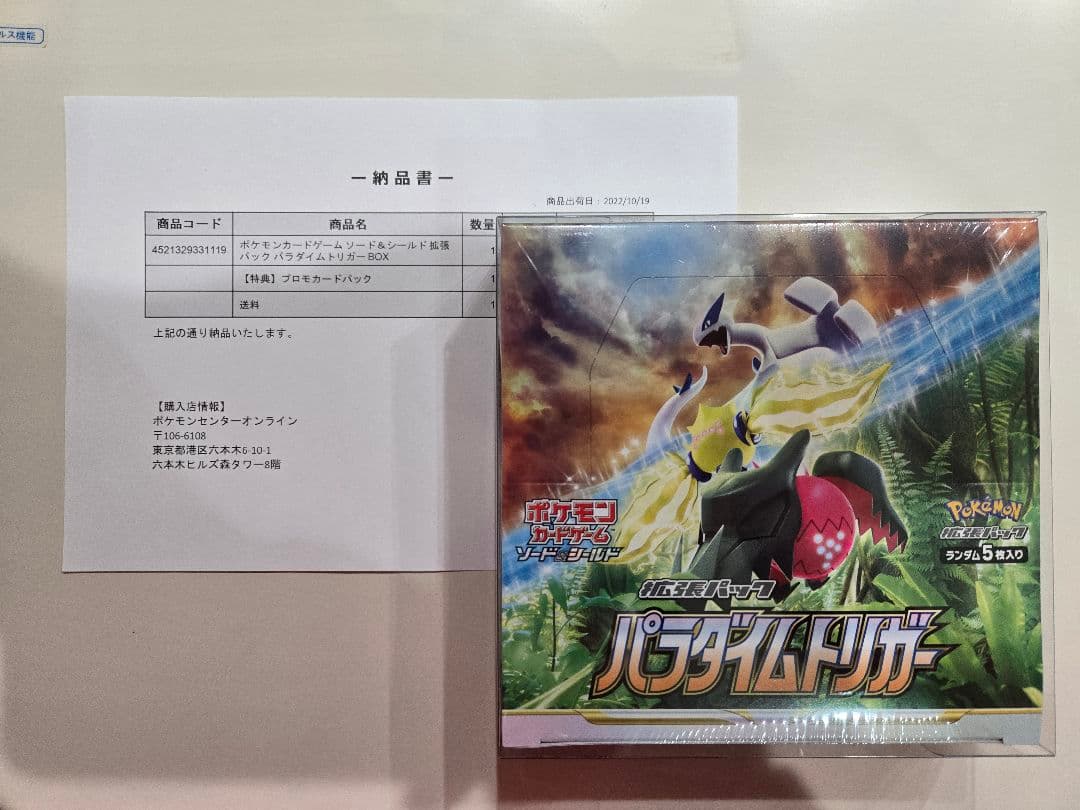 ルス機能
ー納品書ー
商品出荷日：2022/10/19
商品コード 商品名 数量
4521329331119 ポケモンカードゲーム ソード＆シールド 拡張 1
パック パラダイムトリガー BOX
【特典】プロモカードパック 1
送料 1
上記の通り納品いたします。
【購入店情報】
ポケモンセンターオンライン
〒106-6108
東京都港区六本木6-10-1
六本木ヒルズ森タワー8階
ポケモン
カードゲーム
ソード&シールド
POKÉMON
拡張パック
ランダム5枚入り
拡張パック
パラダイムトリガー